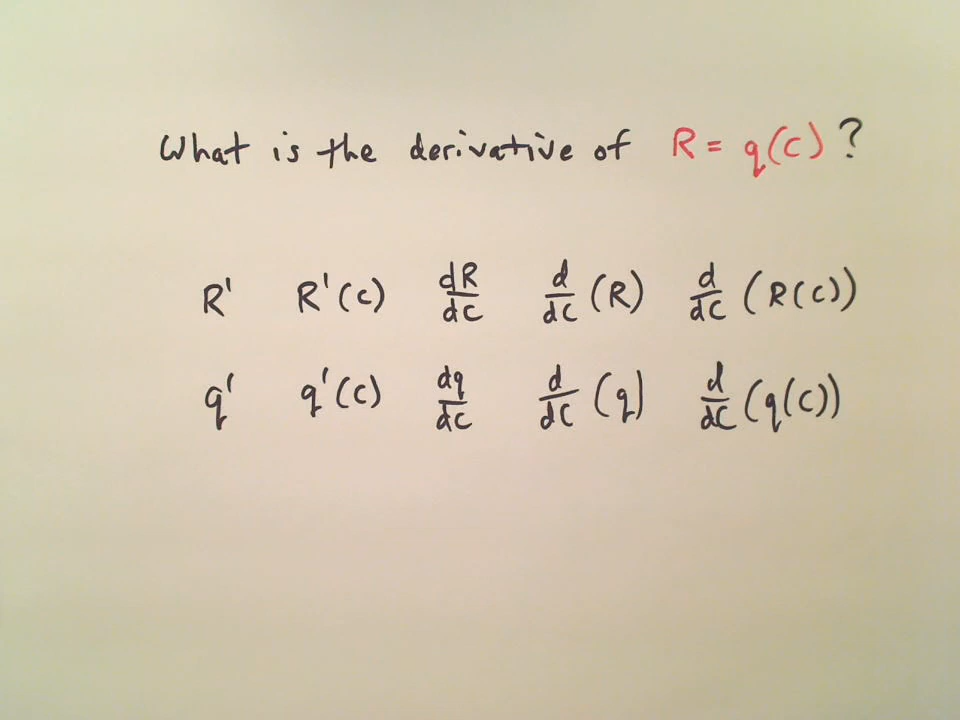 What is the derivative of R = q(c)?
R' R'(c) dR/dc d/dc (R) d/dc (R(c))
q' q'(c) dq/dc d/dc (q) d/dc (q(c))